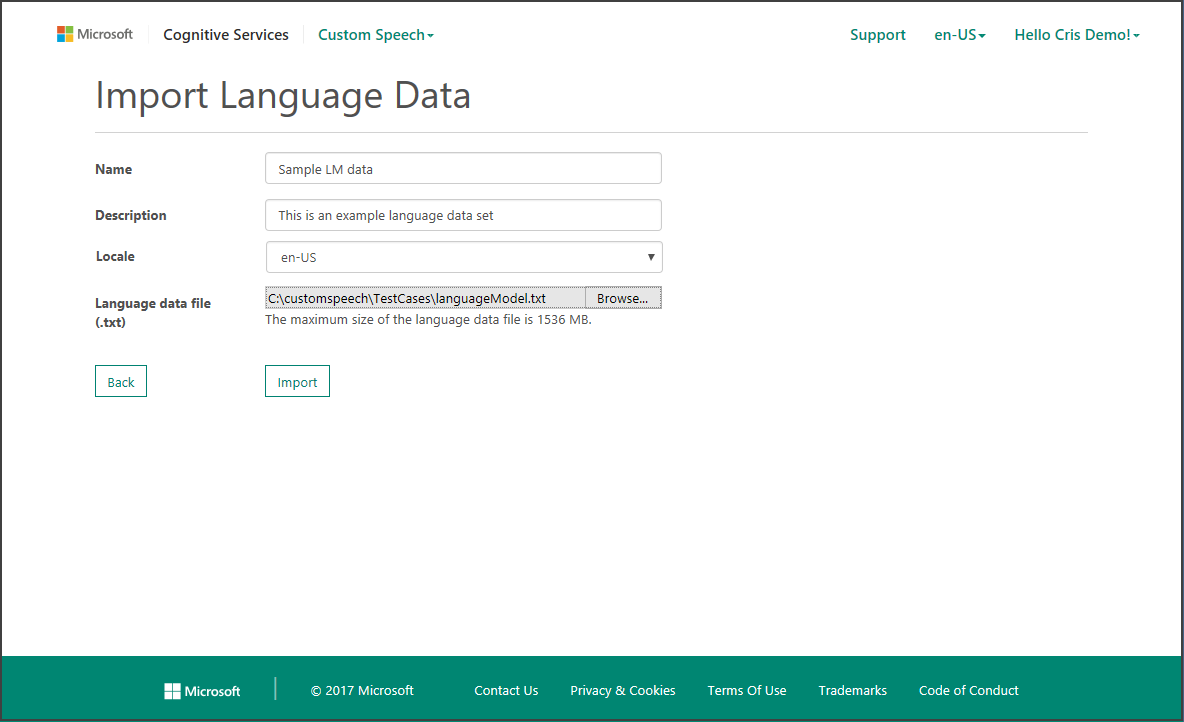 Microsoft Cognitive Services Custom Speech Support en-US Hello Cris Demo!
Import Language Data
Name Sample LM data
Description This is an example language data set
Locale en-US
Language data file (.txt) C:\customspeech\TestCases\languageModel.txt Browse...
The maximum size of the language data file is 1536 MB.
Back Import
Microsoft © 2017 Microsoft Contact Us Privacy & Cookies Terms Of Use Trademarks Code of Conduct